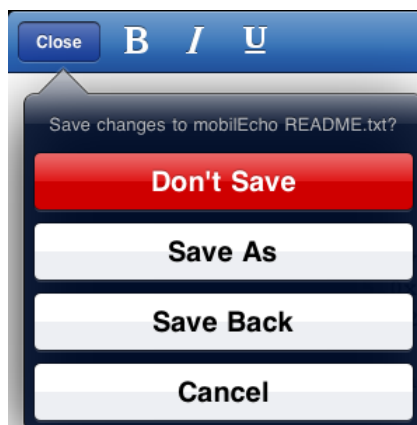 Close B I U
Save changes to mobilEcho README.txt?
Don't Save
Save As
Save Back
Cancel